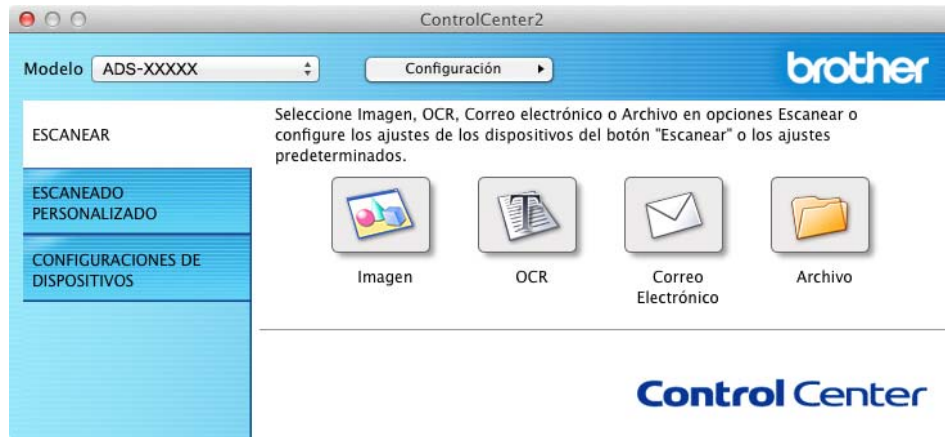 ControlCenter2
Modelo ADS-XXXXX Configuración brother
ESCANEAR
ESCANEADO
PERSONALIZADO
CONFIGURACIONES DE
DISPOSITIVOS
Seleccione Imagen, OCR, Correo electrónico o Archivo en opciones Escanear o
configure los ajustes de los dispositivos del botón "Escanear" o los ajustes
predeterminados.
Imagen
OCR
Correo
Electrónico
Archivo
Control Center